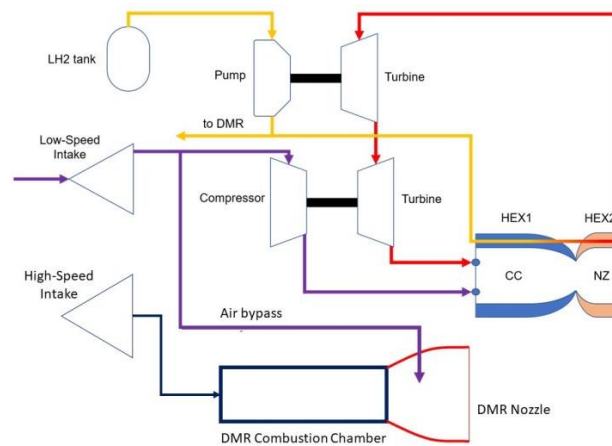 LH2 tank
Pump
Turbine
to DMR
Low-Speed
Intake
Compressor
Turbine
HEX1
HEX2
CC
NZ
High-Speed
Intake
Air bypass
DMR Nozzle
DMR Combustion Chamber